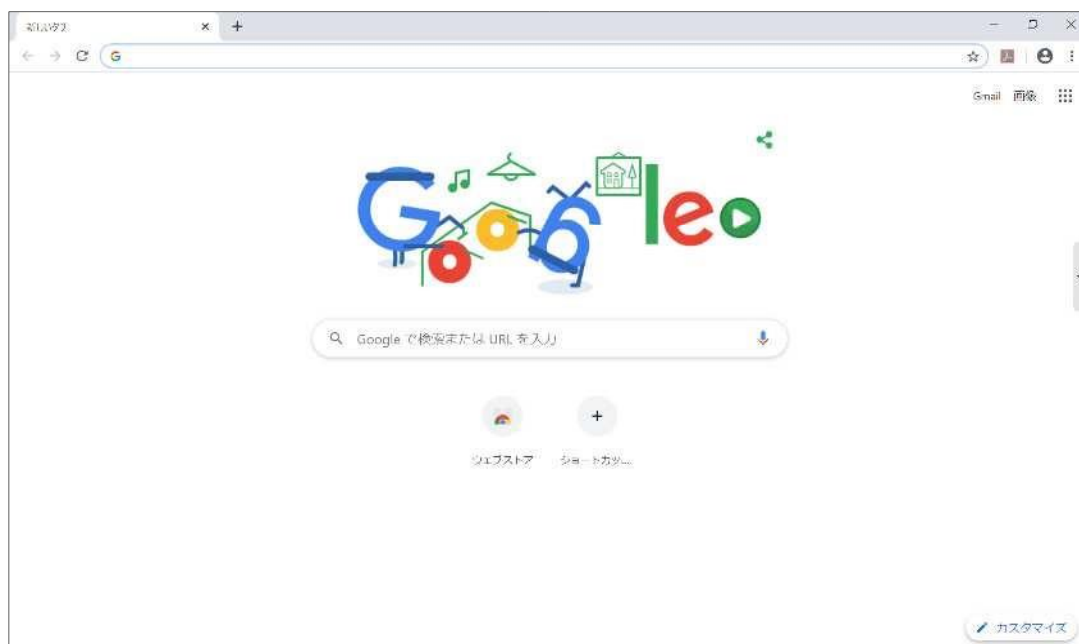 新しいタブ
Gmail 画像
Google
Google で検索または URL を入力
ウェブストア ショートカッ...
カスタマイズ